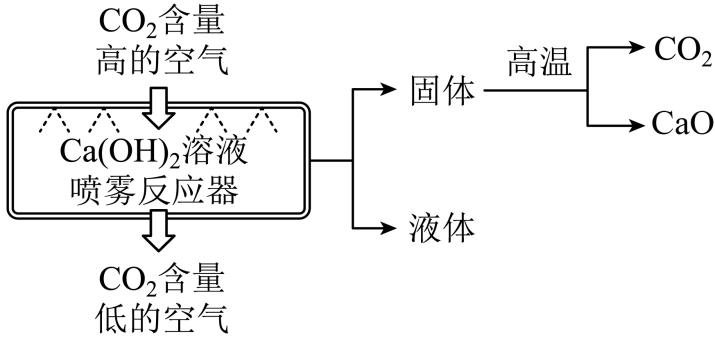 CO₂含量
高的空气
Ca(OH)₂溶液
喷雾反应器
CO₂含量
低的空气
固体
液体
高温
CO₂
CaO